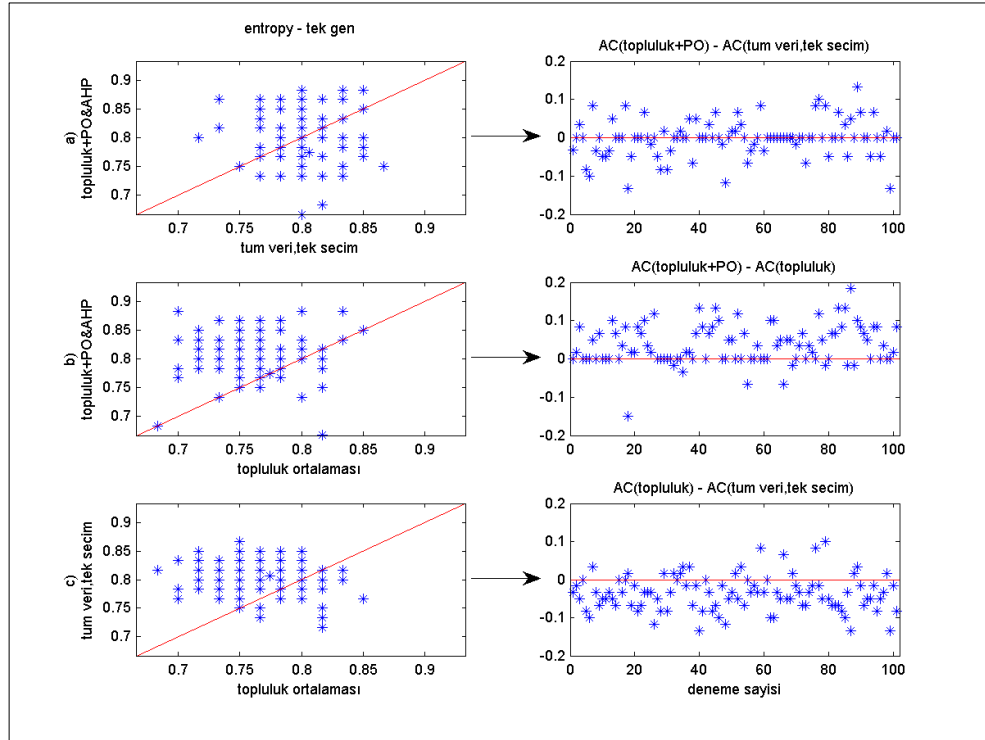 entropy - tek gen
a)
topluluk+PO&AHP
0.9
0.85
0.8
0.75
0.7
0.7 0.75 0.8 0.85 0.9
tum veri,tek secim
AC(topluluk+PO) - AC(tum veri,tek secim)
0.2
0.1
0
-0.1
-0.2
0 20 40 60 80 100
b)
topluluk+PO&AHP
0.9
0.85
0.8
0.75
0.7
0.7 0.75 0.8 0.85 0.9
topluluk ortalaması
AC(topluluk+PO) - AC(topluluk)
0.2
0.1
0
-0.1
-0.2
0 20 40 60 80 100
c)
tum veri,tek secim
0.9
0.85
0.8
0.75
0.7
0.7 0.75 0.8 0.85 0.9
topluluk ortalaması
AC(topluluk) - AC(tum veri,tek secim)
0.2
0.1
0
-0.1
-0.2
0 20 40 60 80 100
deneme sayisi